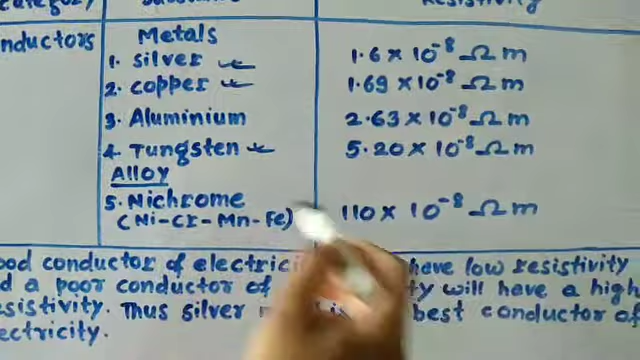 nductors Metals
1. Silver 1.6 × 10⁻⁸ Ω m
2. copper 1.69 × 10⁻⁸ Ω m
3. Aluminium 2.63 × 10⁻⁸ Ω m
4. Tungsten 5.20 × 10⁻⁸ Ω m
Alloy
5. Nichrome
(Ni-Cr-Mn-Fe) 110 × 10⁻⁸ Ω m
ood conductor of electrici have low resistivity
d a poor conductor of ty will have a high
esistivity. Thus silver best conductor of
ectricity.